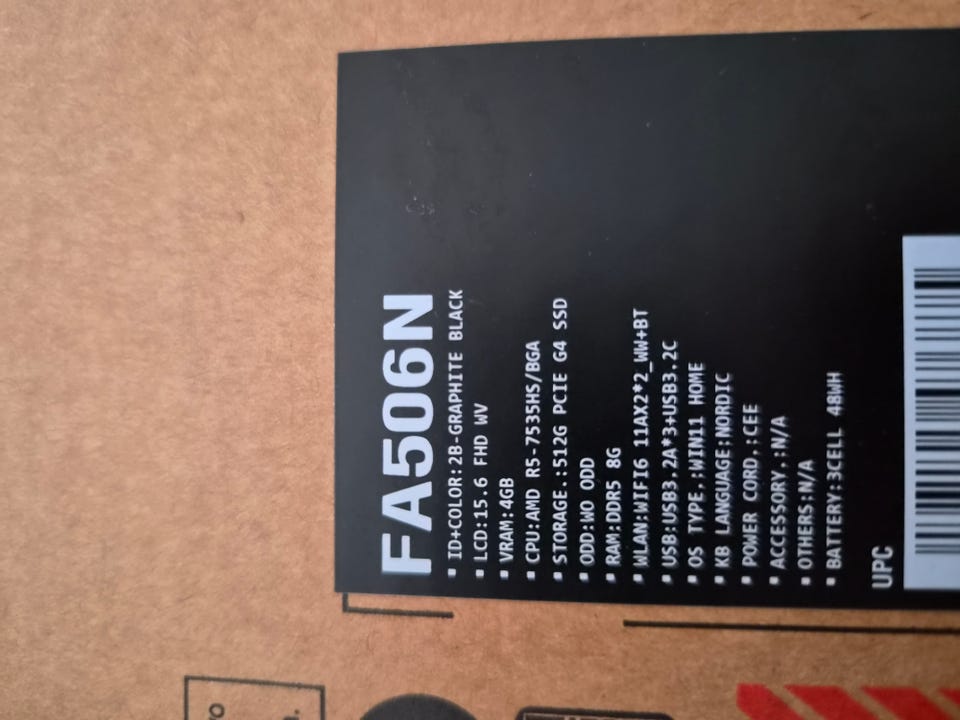 FA506N
▪ ID+COLOR:2B-GRAPHITE BLACK
▪ LCD:15.6 FHD WV
▪ VRAM:4GB
▪ CPU:AMD R5-7535HS/BGA
▪ STORAGE.:512G PCIE G4 SSD
▪ ODD:WO ODD
▪ RAM:DDR5 8G
▪ WLAN:WIFI6 11AX2*2_WW+BT
▪ USB:USB3.2A*3+USB3.2C
▪ OS TYPE.:WIN11 HOME
▪ KB LANGUAGE:NORDIC
▪ POWER CORD.:CEE
▪ ACCESSORY.:N/A
▪ OTHERS:N/A
▪ BATTERY:3CELL 48WH
UPC